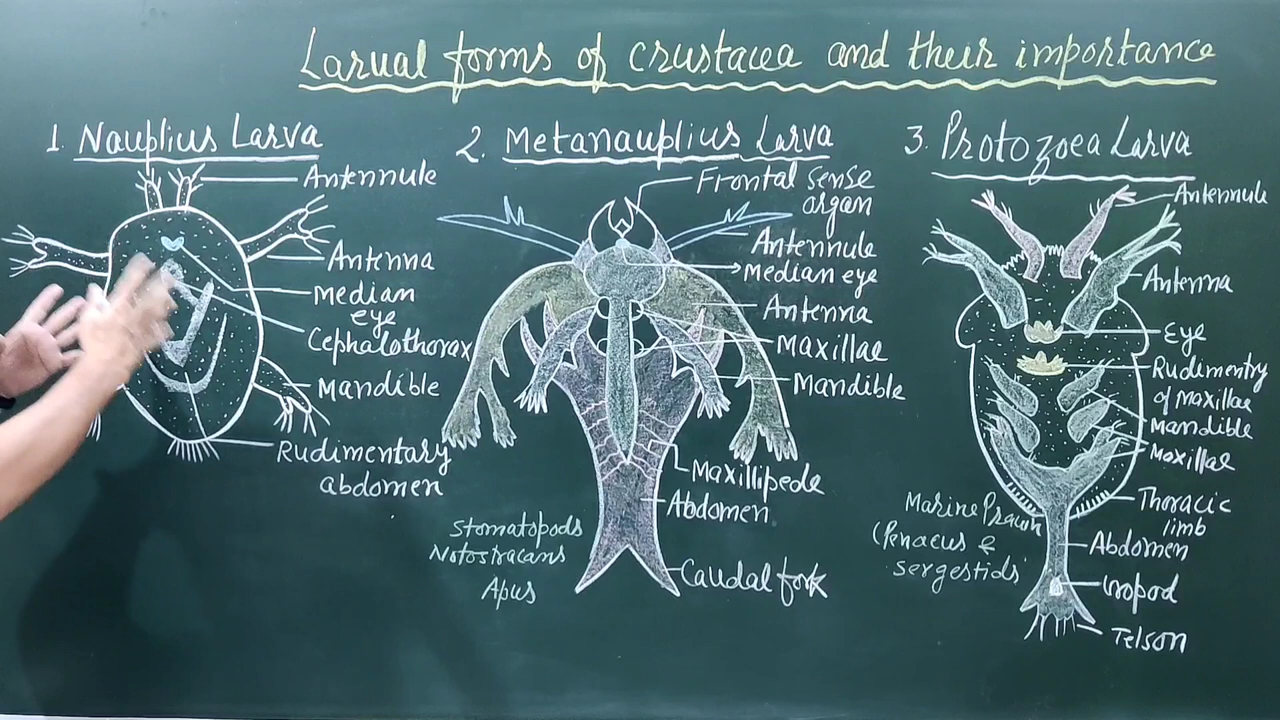 Larval forms of crustacea and their importance
1. Nauplius Larva
Antennule
Antenna
Median
eye
Cephalothorax
Mandible
Rudimentary
abdomen
2. Metanauplius Larva
Frontal sense
organ
Antennule
Median eye
Antenna
Maxillae
Mandible
Maxillipede
Abdomen
Caudal fork
Stomatopods
Notostracans
Apus
3. Protozoea Larva
Antennule
Antenna
Eye
Rudimentry
of Maxillae
Mandible
Maxillae
Thoracic
limb
Abdomen
Uropod
Telson
Marine Prawn
(Penaeus &
sergestids